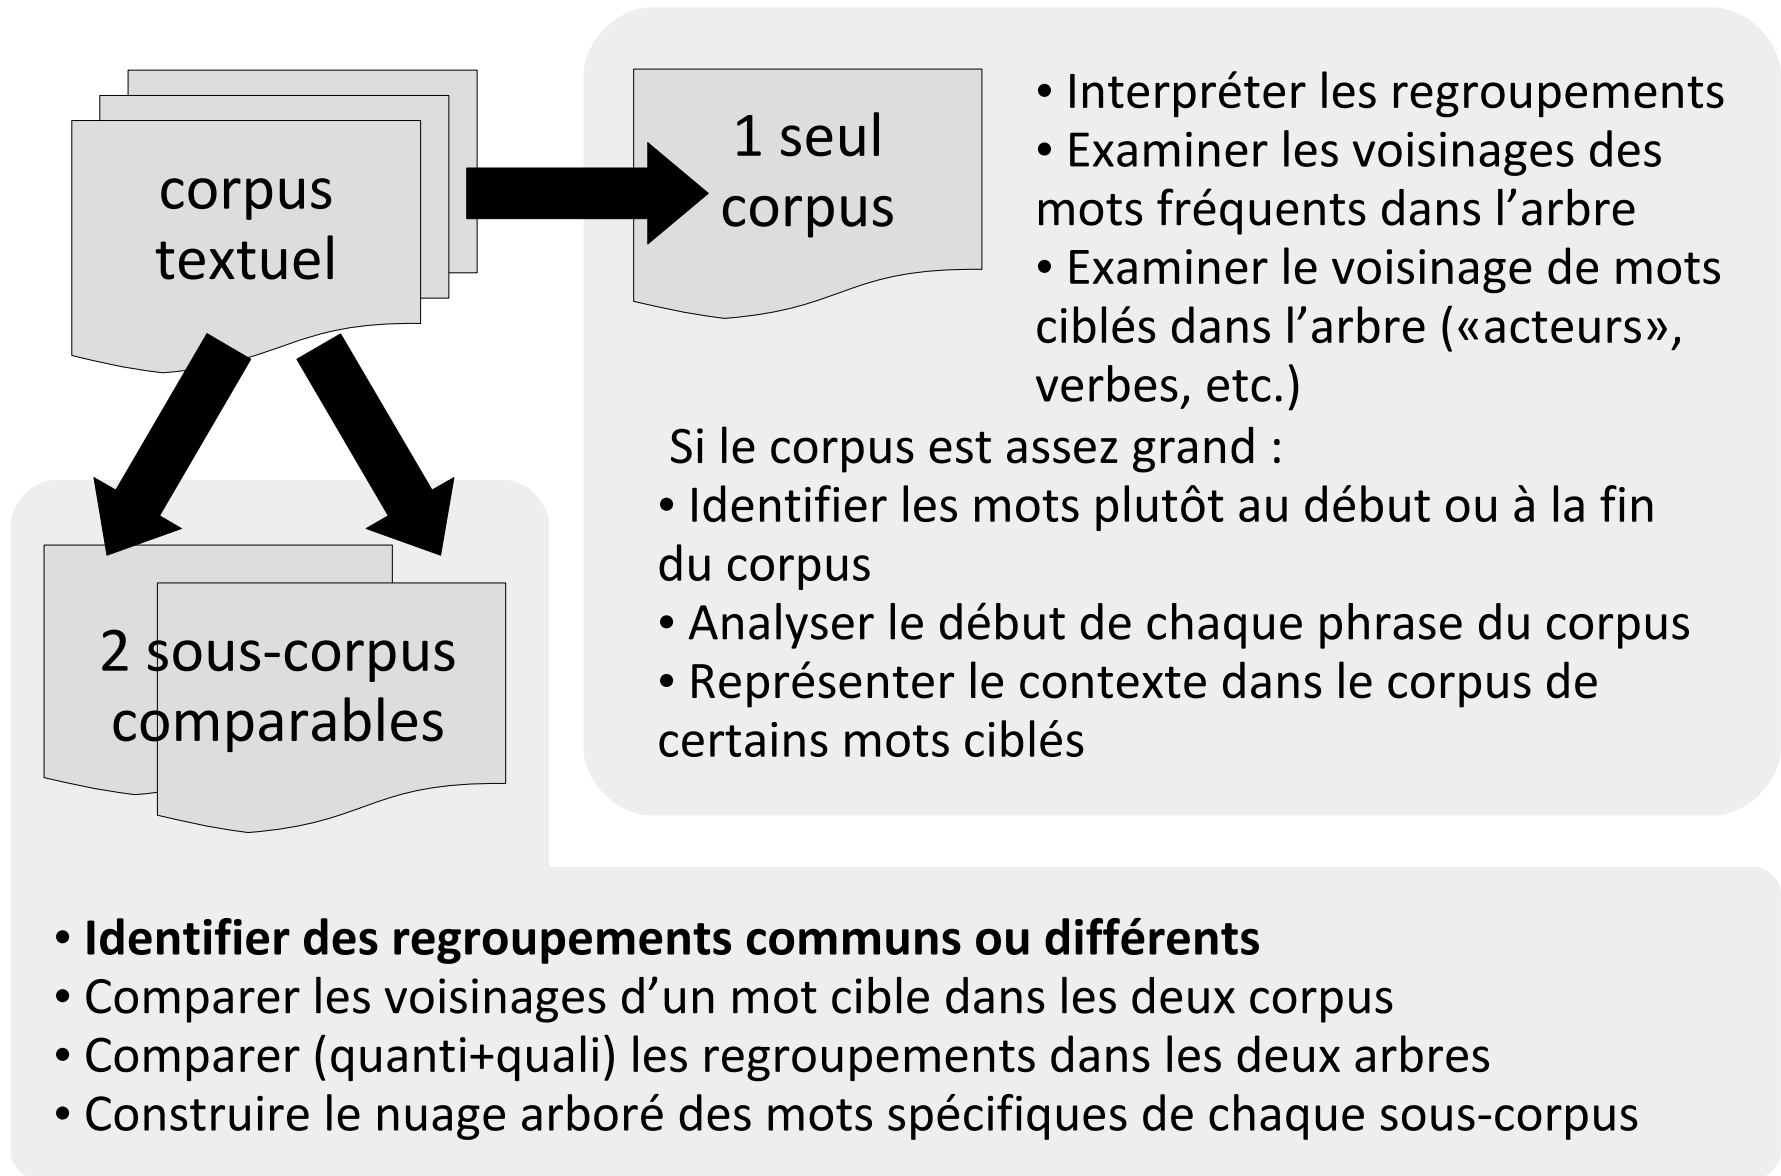 corpus
textuel
1 seul
corpus
• Interpréter les regroupements
• Examiner les voisinages des
mots fréquents dans l’arbre
• Examiner le voisinage de mots
ciblés dans l’arbre («acteurs»,
verbes, etc.)
Si le corpus est assez grand :
• Identifier les mots plutôt au début ou à la fin
du corpus
• Analyser le début de chaque phrase du corpus
• Représenter le contexte dans le corpus de
certains mots ciblés
2 sous-corpus
comparables
• Identifier des regroupements communs ou différents
• Comparer les voisinages d’un mot cible dans les deux corpus
• Comparer (quanti+quali) les regroupements dans les deux arbres
• Construire le nuage arboré des mots spécifiques de chaque sous-corpus